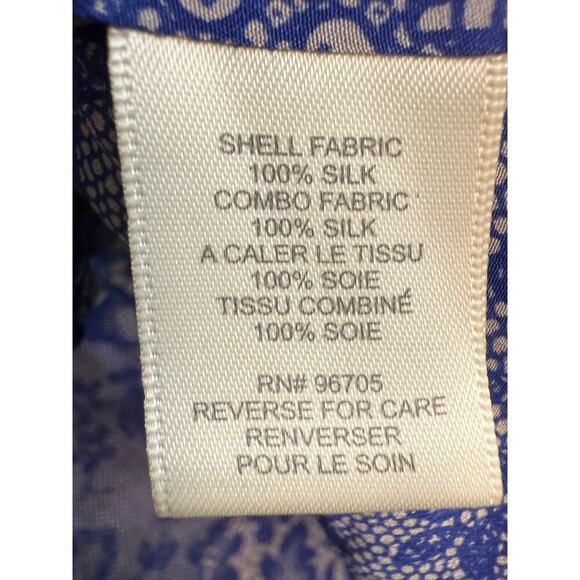 SHELL FABRIC
100% SILK
COMBO FABRIC
100% SILK
A CALER LE TISSU
100% SOIE
TISSU COMBINÉ
100% SOIE
RN# 96705
REVERSE FOR CARE
RENVERSER
POUR LE SOIN